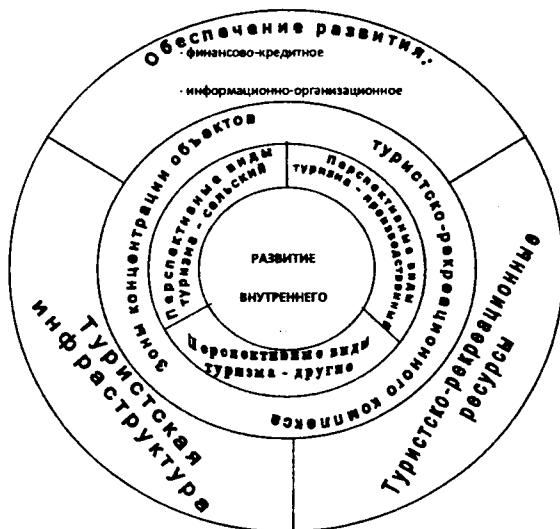 Обеспечение развития:
· финансово-кредитное
· информационно-организационное
Зоны концентрации объектов
туристско-рекреационного комплекса
Перспективные виды
туризма - сельский
Перспективные виды
туризма - производственные
РАЗВИТИЕ
ВНУТРЕННЕГО
Перспективные виды
туризма - другие
Туристская
инфраструктура
Туристско-рекреационные
ресурсы